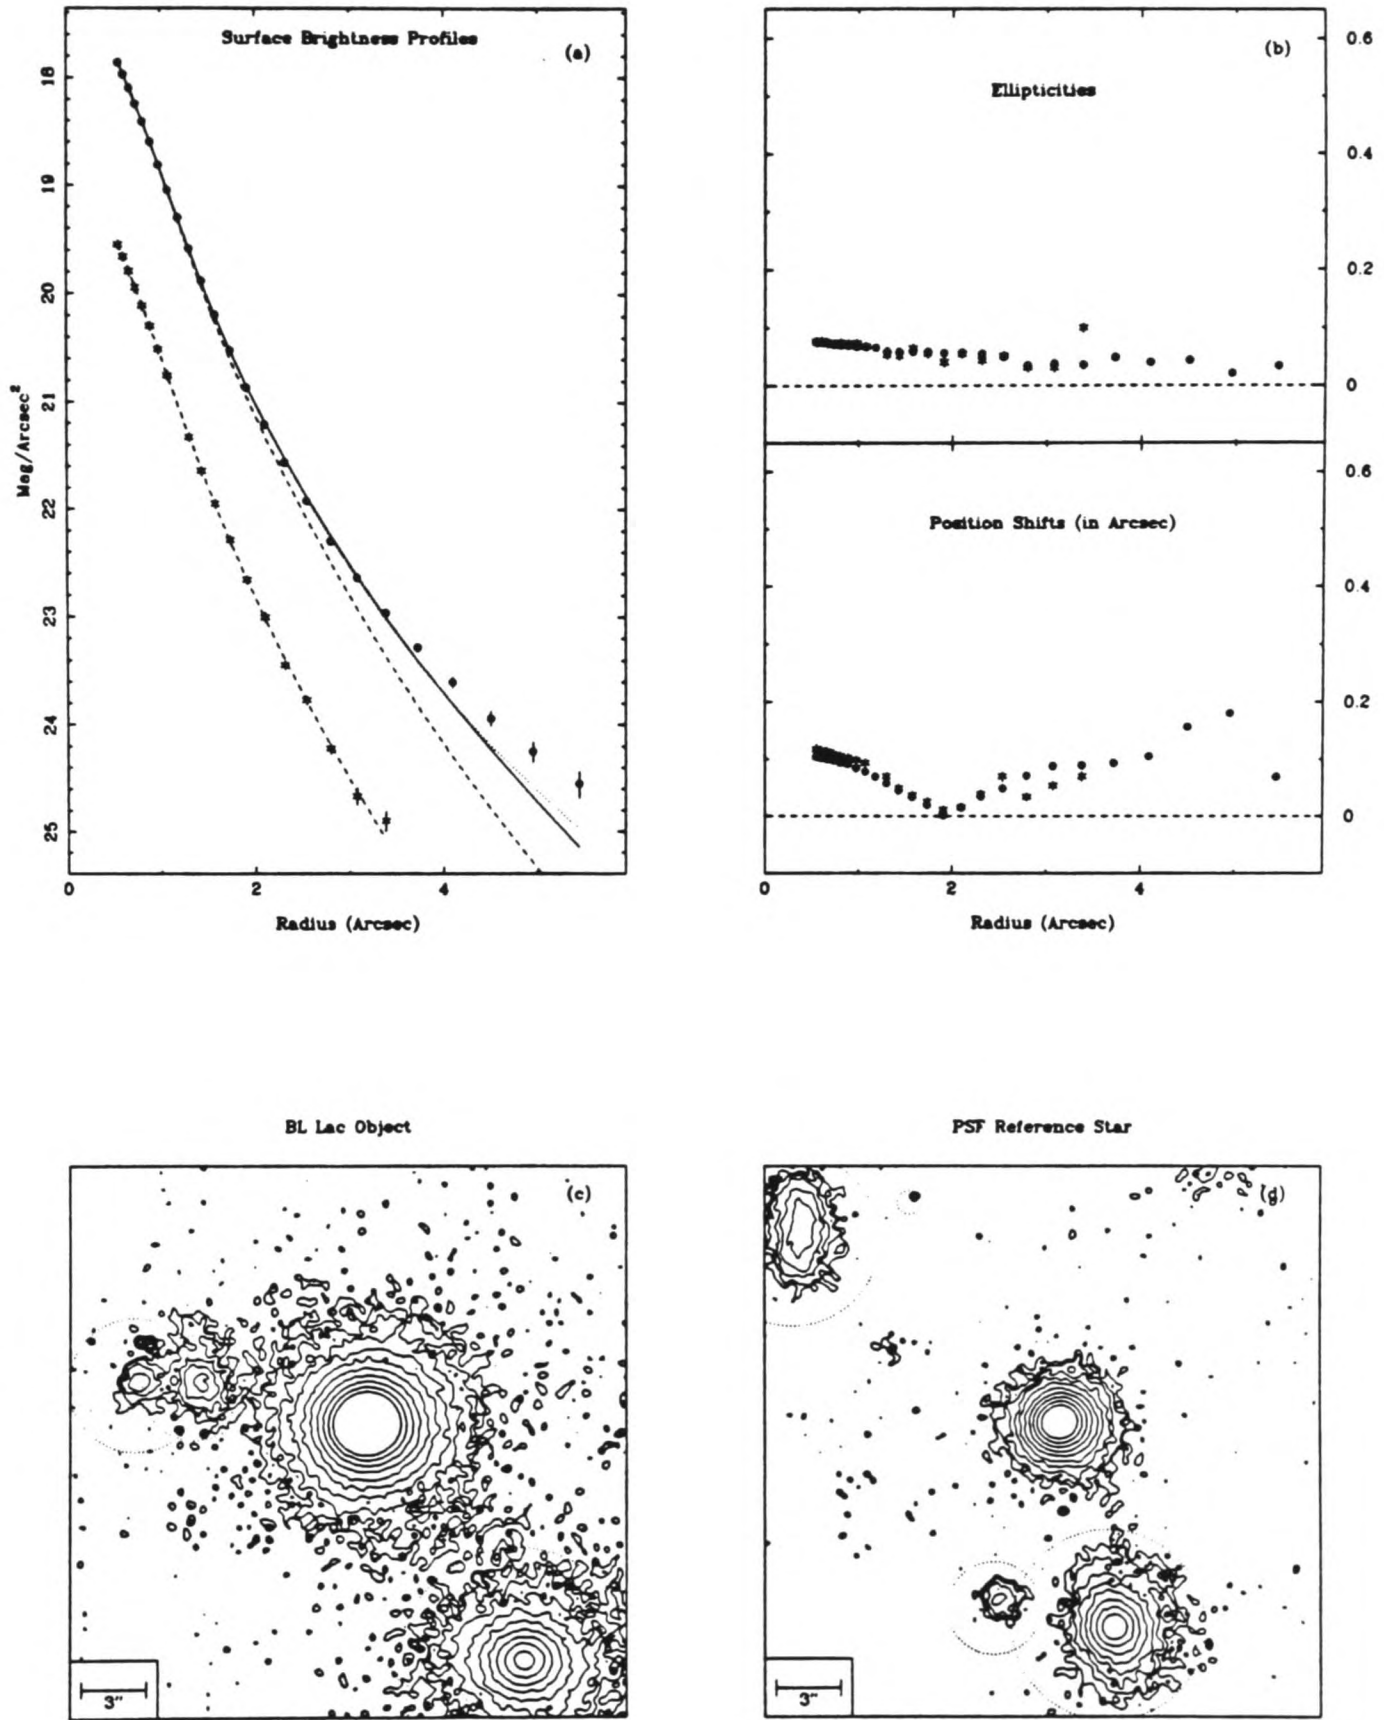 Surface Brightness Profiles
(a)
18
19
20
21
22
23
24
25
Mag/Arcsec²
0
2
4
Radius (Arcsec)
(b)
Ellipticities
0.6
0.4
0.2
0
Position Shifts (in Arcsec)
0.6
0.4
0.2
0
0
2
4
Radius (Arcsec)
BL Lac Object
(c)
3"
PSF Reference Star
(d)
3"